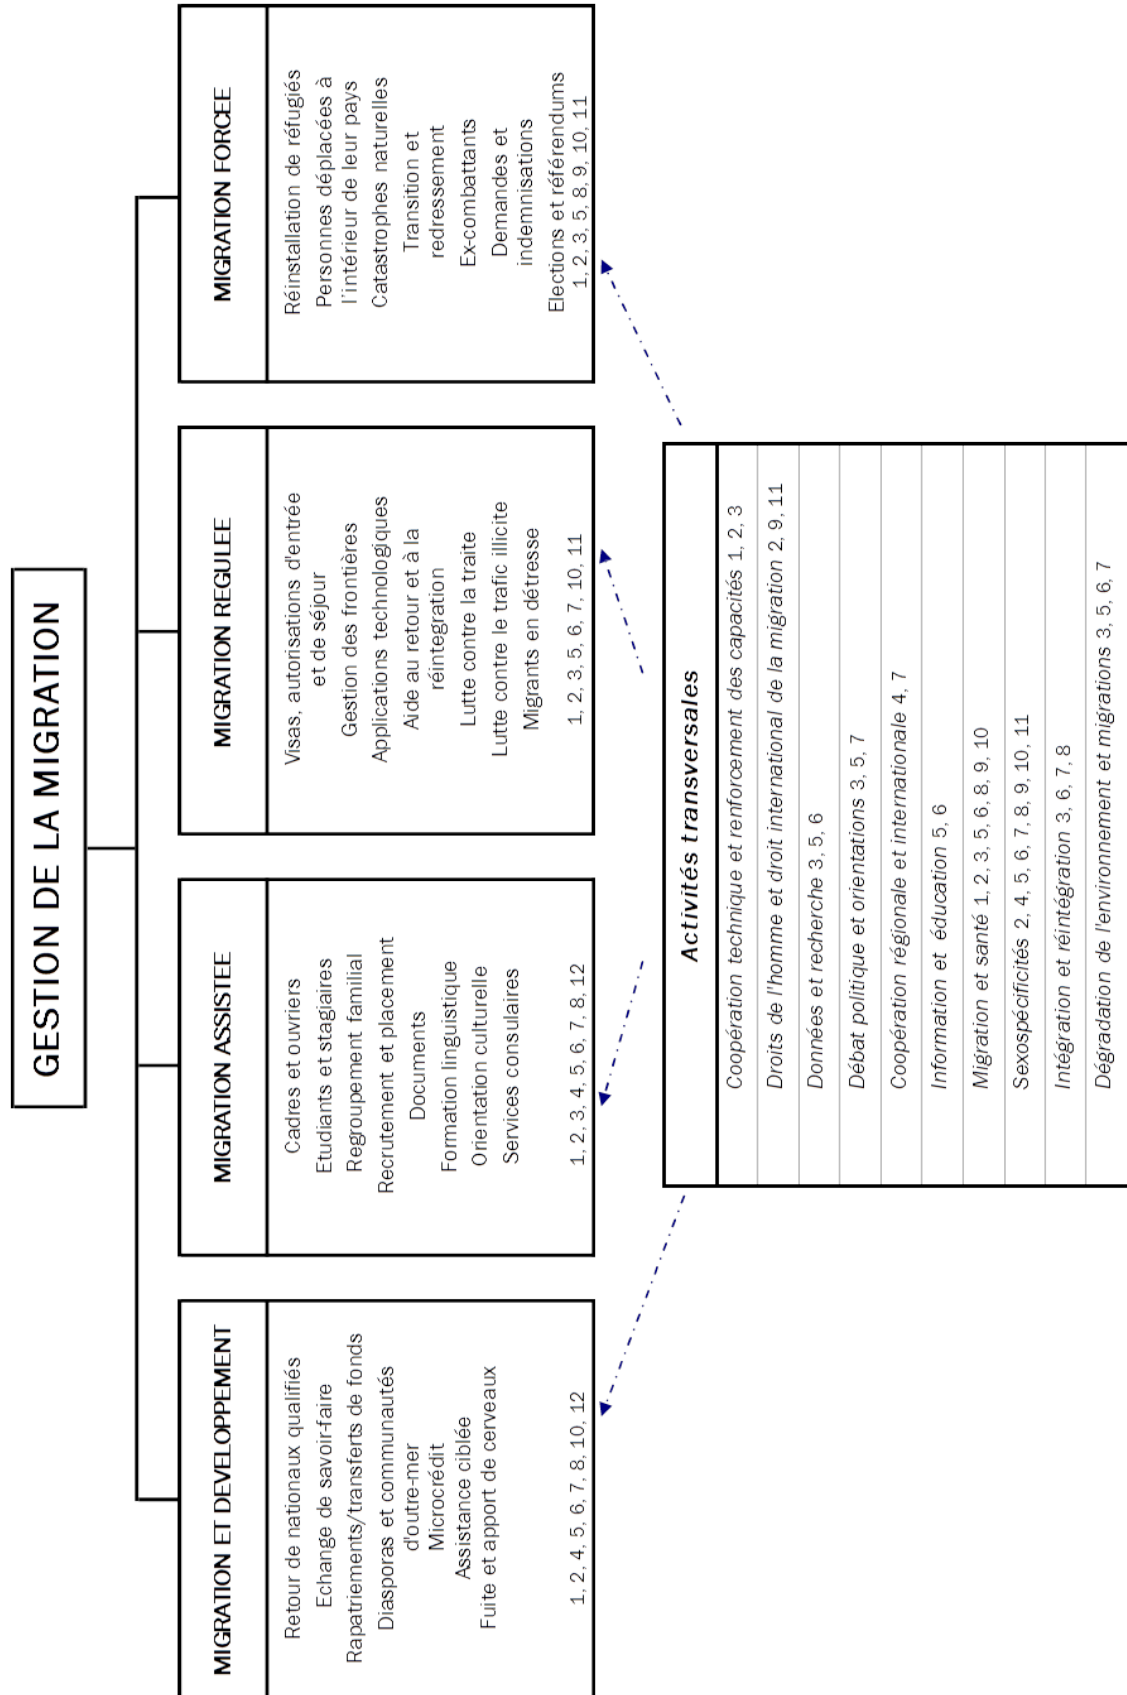 GESTION DE LA MIGRATION
MIGRATION ET DEVELOPPEMENT
Retour de nationaux qualifiés
Echange de savoir-faire
Rapatriements/transferts de fonds
Diasporas et communautés
d'outre-mer
Microcrédit
Assistance ciblée
Fuite et apport de cerveaux
1, 2, 4, 5, 6, 7, 8, 10, 12
MIGRATION ASSISTEE
Cadres et ouvriers
Etudiants et stagiaires
Regroupement familial
Recrutement et placement
Documents
Formation linguistique
Orientation culturelle
Services consulaires
1, 2, 3, 4, 5, 6, 7, 8, 12
MIGRATION REGULEE
Visas, autorisations d'entrée
et de séjour
Gestion des frontières
Applications technologiques
Aide au retour et à la
réintegration
Lutte contre la traite
Lutte contre le trafic illicite
Migrants en détresse
1, 2, 3, 5, 6, 7, 10, 11
MIGRATION FORCEE
Réinstallation de réfugiés
Personnes déplacées à
l'intérieur de leur pays
Catastrophes naturelles
Transition et
redressement
Ex-combattants
Demandes et
indemnisations
Elections et référendums
1, 2, 3, 5, 8, 9, 10, 11
Activités transversales
Coopération technique et renforcement des capacités 1, 2, 3
Droits de l'homme et droit international de la migration 2, 9, 11
Données et recherche 3, 5, 6
Débat politique et orientations 3, 5, 7
Coopération régionale et internationale 4, 7
Information et éducation 5, 6
Migration et santé 1, 2, 3, 5, 6, 8, 9, 10
Sexospécificités 2, 4, 5, 6, 7, 8, 9, 10, 11
Intégration et réintégration 3, 6, 7, 8
Dégradation de l'environnement et migrations 3, 5, 6, 7